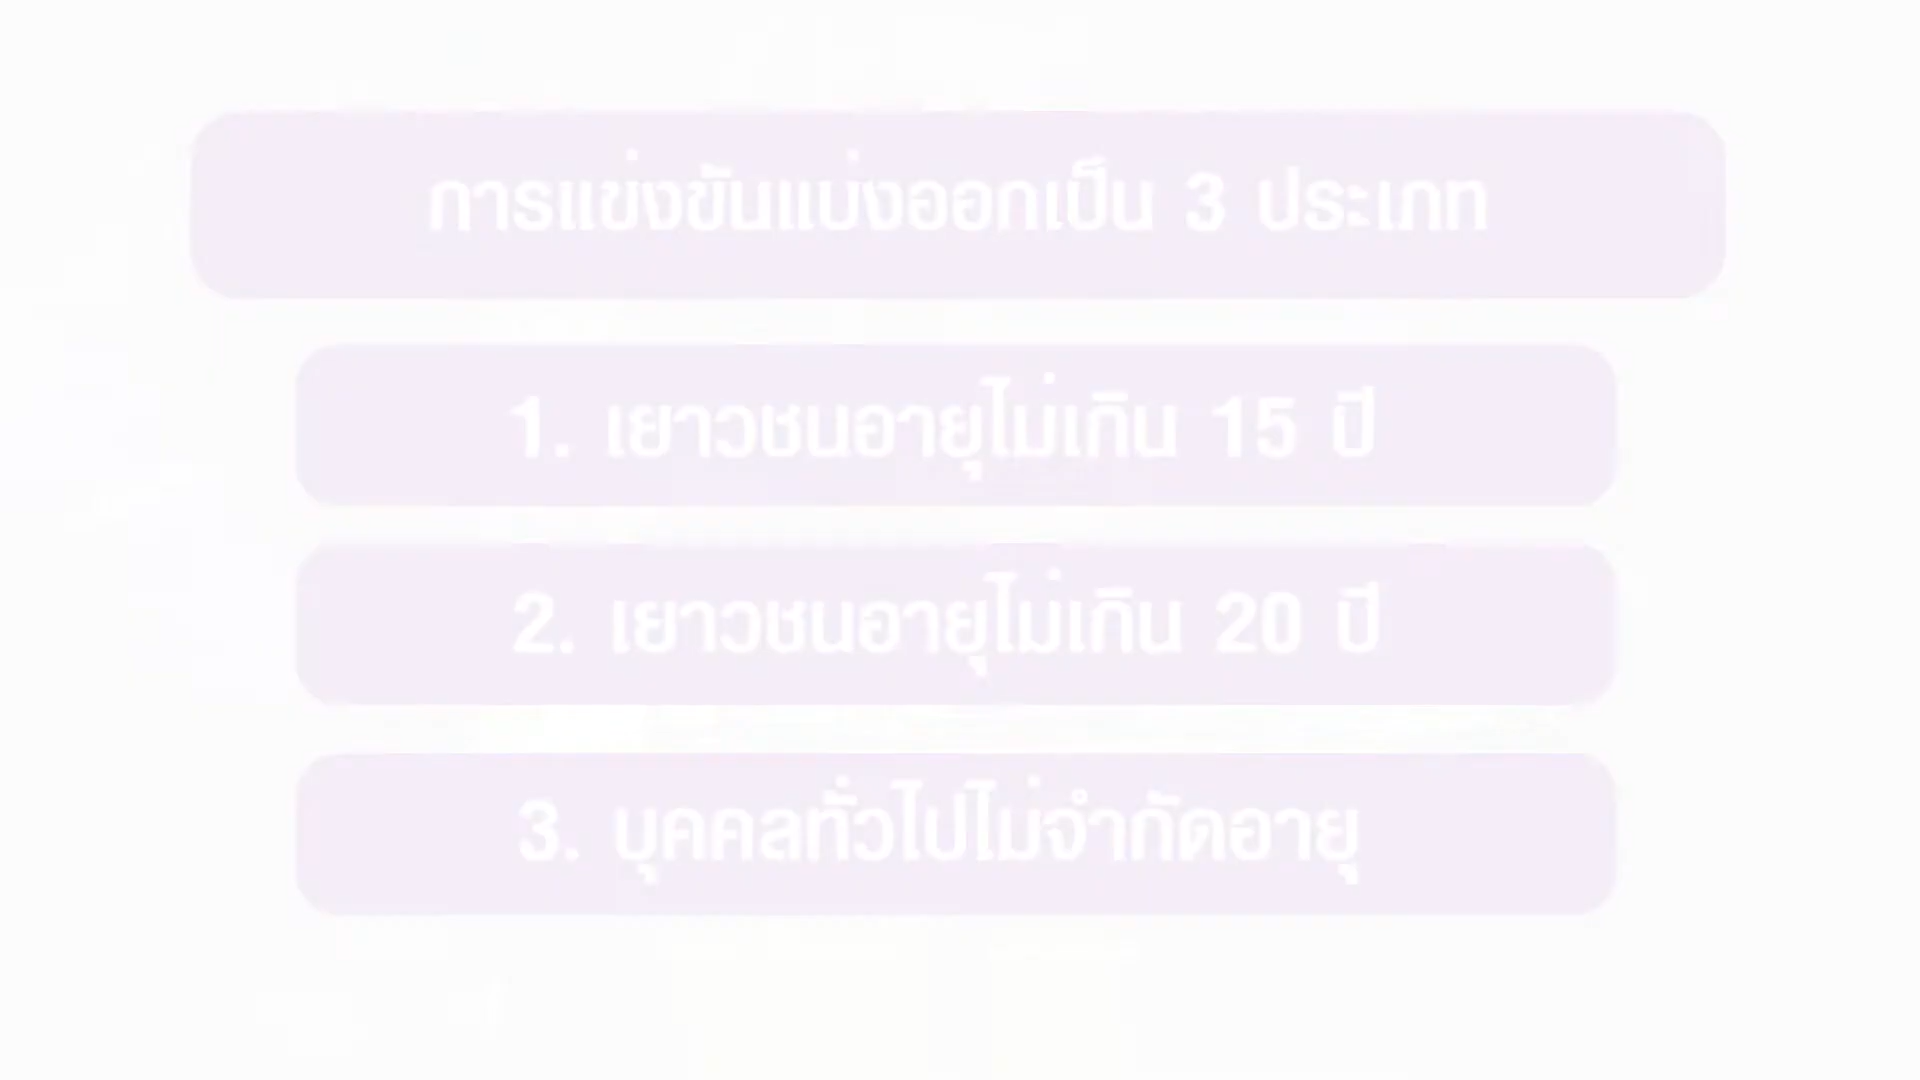 การแข่งขันแบ่งออกเป็น 3 ประเภท
1. เยาวชนอายุไม่เกิน 15 ปี
2. เยาวชนอายุไม่เกิน 20 ปี
3. บุคคลทั่วไปไม่จำกัดอายุ